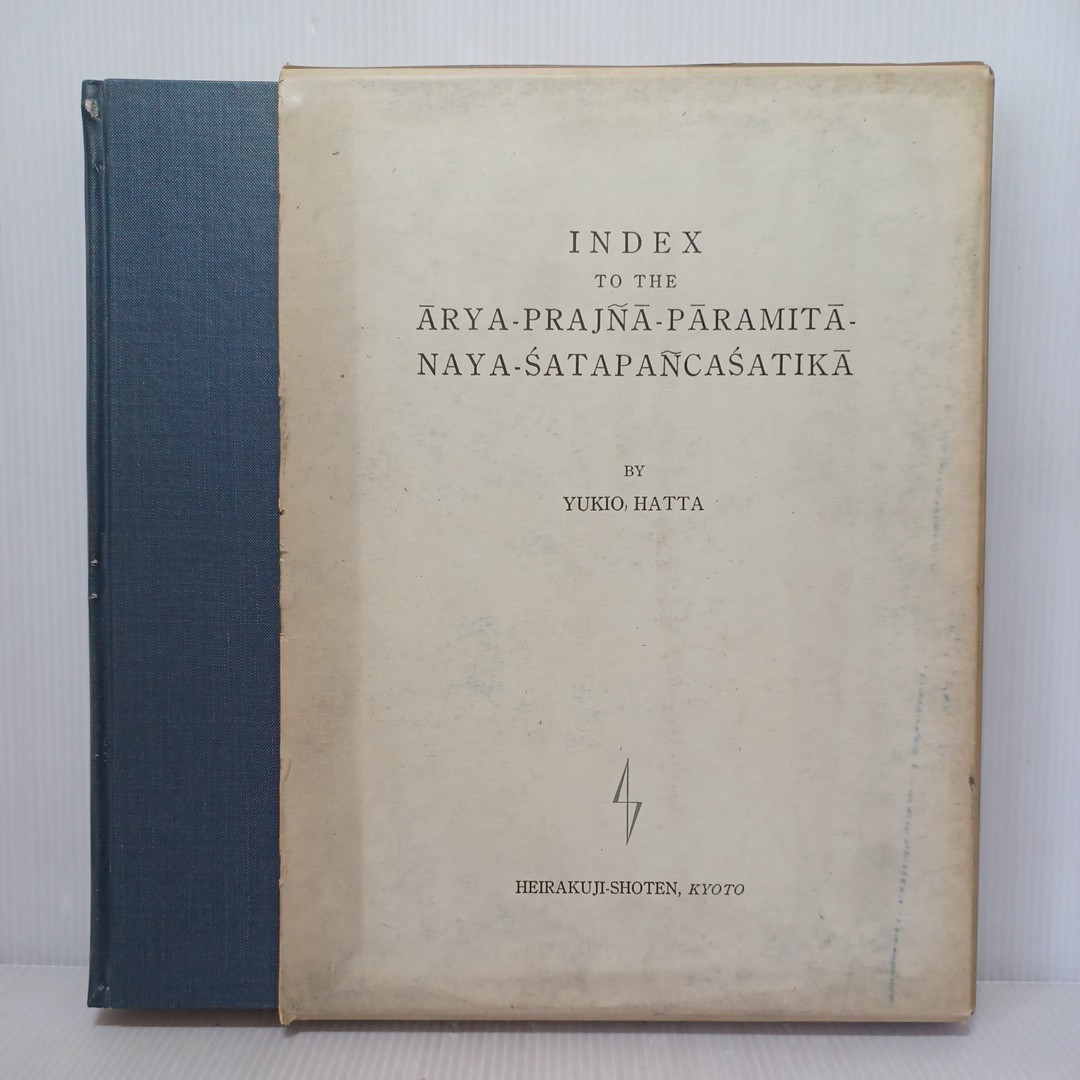 INDEX
TO THE
ĀRYA-PRAJÑĀ-PĀRAMITĀ-
NAYA-ŚATAPAÑCAŚATIKĀ
BY
YUKIO HATTA
HEIRAKUJI-SHOTEN, KYOTO